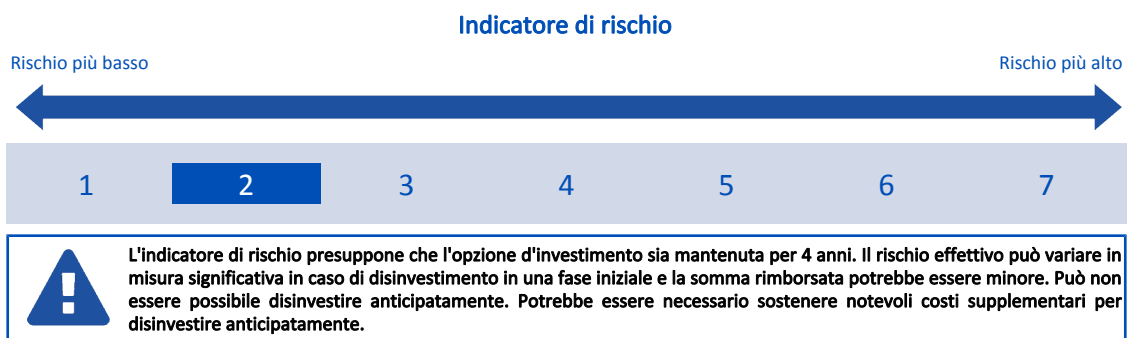 Indicatore di rischio
Rischio più basso Rischio più alto
1 2 3 4 5 6 7
L'indicatore di rischio presuppone che l'opzione d'investimento sia mantenuta per 4 anni. Il rischio effettivo può variare in
misura significativa in caso di disinvestimento in una fase iniziale e la somma rimborsata potrebbe essere minore. Può non
essere possibile disinvestire anticipatamente. Potrebbe essere necessario sostenere notevoli costi supplementari per
disinvestire anticipatamente.